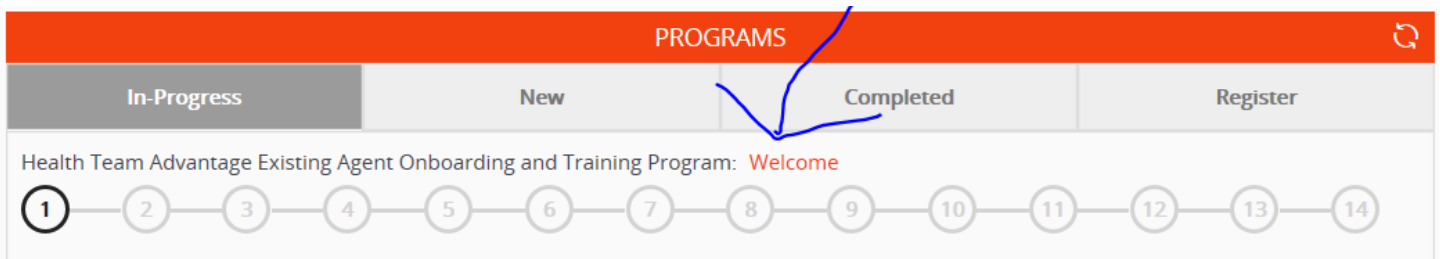 PROGRAMS
In-Progress New Completed Register
Health Team Advantage Existing Agent Onboarding and Training Program: Welcome
1 2 3 4 5 6 7 8 9 10 11 12 13 14